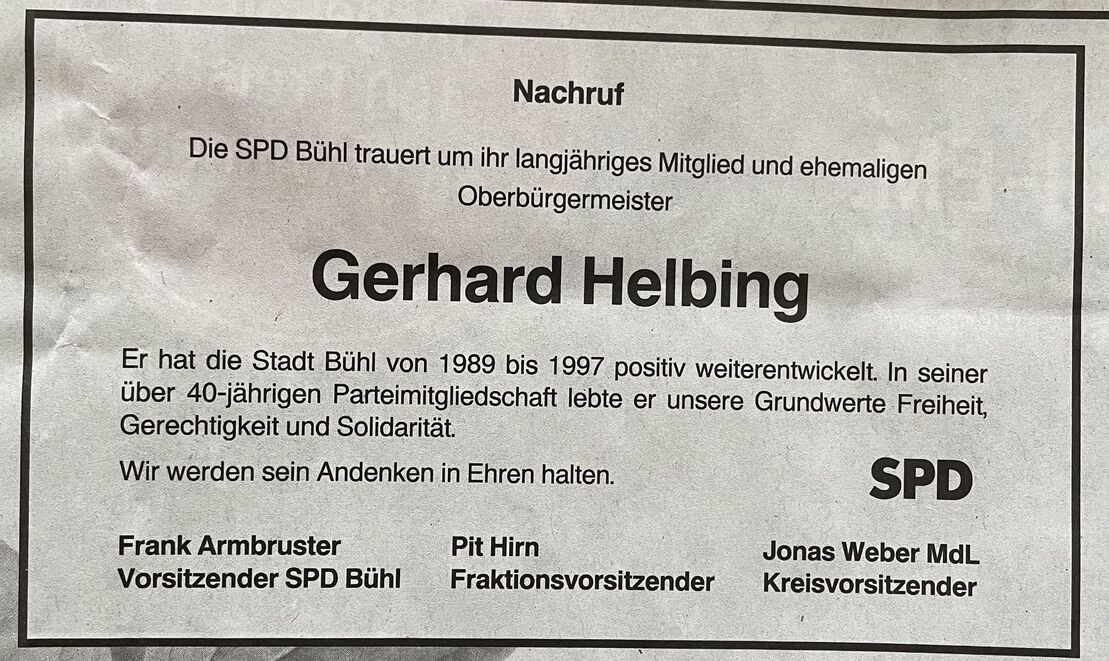 Nachruf
Die SPD Bühl trauert um ihr langjähriges Mitglied und ehemaligen
Oberbürgermeister
Gerhard Helbing
Er hat die Stadt Bühl von 1989 bis 1997 positiv weiterentwickelt. In seiner
über 40-jährigen Parteimitgliedschaft lebte er unsere Grundwerte Freiheit,
Gerechtigkeit und Solidarität.
Wir werden sein Andenken in Ehren halten.
SPD
Frank Armbruster
Vorsitzender SPD Bühl
Pit Hirn
Fraktionsvorsitzender
Jonas Weber MdL
Kreisvorsitzender